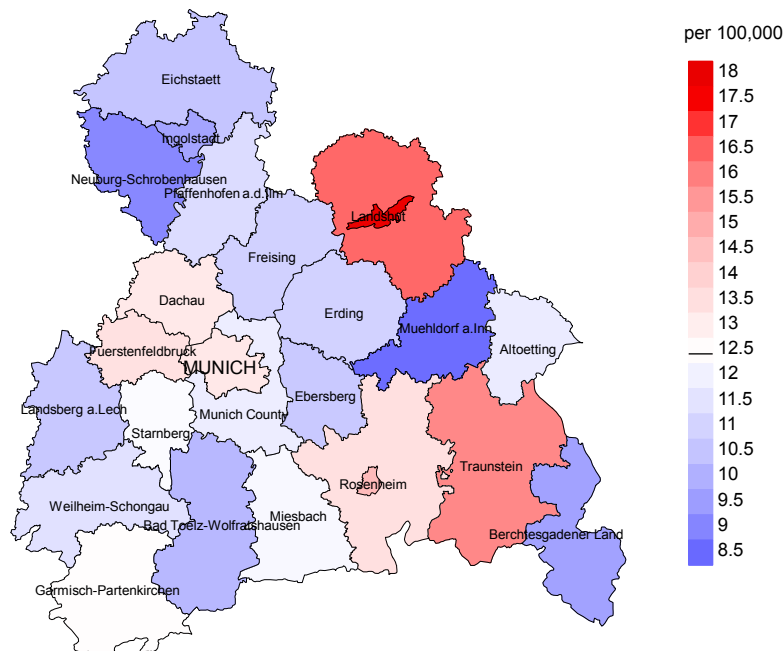 per 100,000
18
17.5
17
16.5
16
15.5
15
14.5
14
13.5
13
12.5
12
11.5
11
10.5
10
9.5
9
8.5
Eichstaett
Ingolstadt
Neuburg-Schrobenhausen
Pfaffenhofen a.d.Ilm
Landshut
Freising
Dachau
Erding
Muehldorf a.Inn
Altoetting
Fuerstenfeldbruck
MUNICH
Landsberg a.Lech
Starnberg
Munich County
Ebersberg
Traunstein
Rosenheim
Weilheim-Schongau
Bad Toelz-Wolfratshausen
Miesbach
Berchtesgadener Land
Garmisch-Partenkirchen